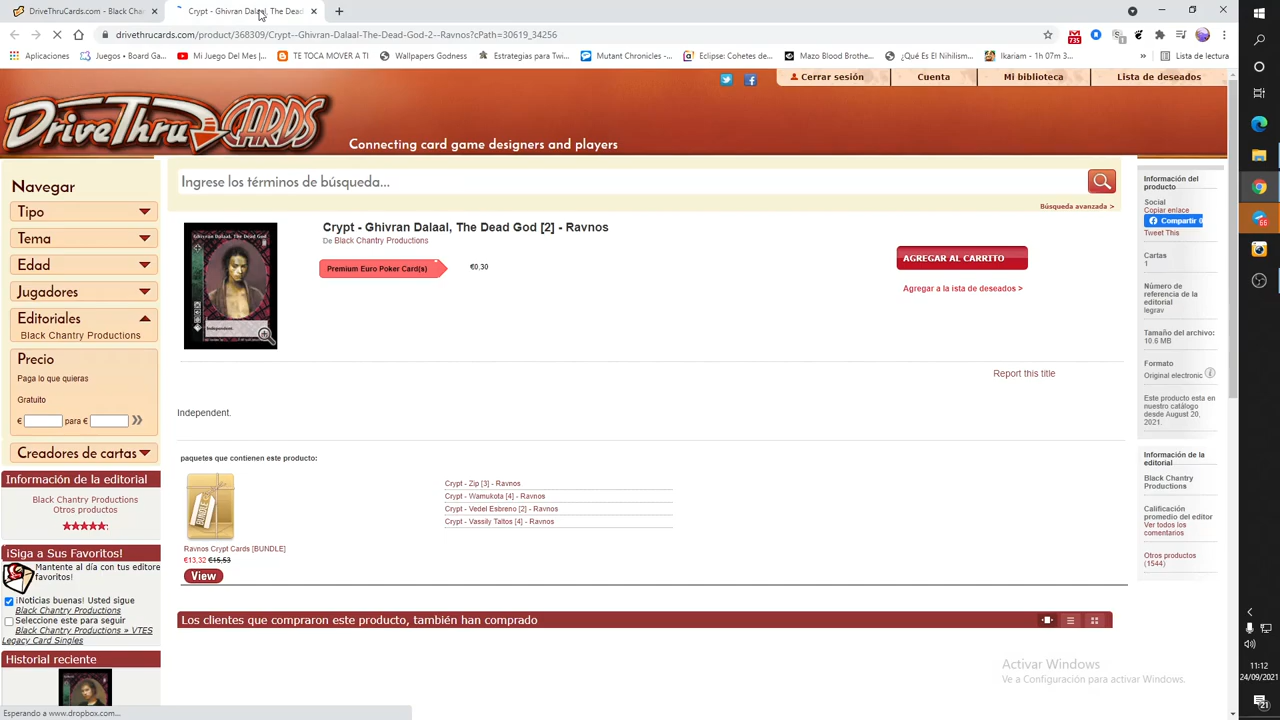 DriveThruCards - Black Cha
Crypt - Ghivran Dalaal, The Dead
drivethrucards.com/product/368309/Crypt--Ghivran-Dalaal-The-Dead-God-2--Ravnos?cPath=30619_34256
735
Aplicaciones
Juegos • Board Ga...
Mi Juego Del Mes |...
TE TOCA MOVER A TI
Wallpapers Godness
Estrategias para Twi...
Mutant Chronicles -...
Eclipse: Cohetes de...
Mazo Blood Brothe...
¿Qué Es El Nihilism...
Ikariam - 1h 07m 3...
Lista de lectura
Cerrar sesión
Cuenta
Mi biblioteca
Lista de deseados
DriveThru CARDS
Connecting card game designers and players
Navegar
Tipo
Tema
Edad
Jugadores
Editoriales
Black Chantry Productions
Precio
Paga lo que quieras
Gratuito
€ para €
Creadores de cartas
Información de la editorial
Black Chantry Productions
Otros productos
¡Siga a Sus Favoritos!
Mantente al día con tus editore
favoritos!
¡Noticias buenas! Usted sigue
Black Chantry Productions
Seleccione este para seguir
Black Chantry Productions » VTES
Legacy Card Singles
Historial reciente
Ingrese los términos de búsqueda...
Búsqueda avanzada >
Ghivran Dalaal, The Dead God
Independent
Crypt - Ghivran Dalaal, The Dead God [2] - Ravnos
De Black Chantry Productions
Premium Euro Poker Card(s)
€0.30
AGREGAR AL CARRITO
Agregar a la ista de deseados >
Report this title
Independent.
paquetes que contienen este producto:
BUNDLE
Ravnos Crypt Cards [BUNDLE]
€13.32 €15.53
View
Crypt - Zip [3] - Ravnos
Crypt - Wamukota [4] - Ravnos
Crypt - Vedel Esbreno [2] - Ravnos
Crypt - Vassily Taltos [4] - Ravnos
Los clientes que compraron este producto, también han comprado
Información del
producto
Social
Copiar enlace
Compartir 0
Tweet This
Cartas
1
Número de
referencia de la
editorial
legrav
Tamaño del archivo:
10.6 MB
Formato
Original electronic
Este producto esta en
nuestro catálogo
desde August 20,
2021.
Información de la
editorial
Black Chantry
Productions
Calificación
promedio del editor
Ver todos los
comentarios
Otros productos
(1544)
Activar Windows
Ve a Configuración para activar Windows.
Esperando a www.dropbox.com...
66
11:12
24/09/2021
21